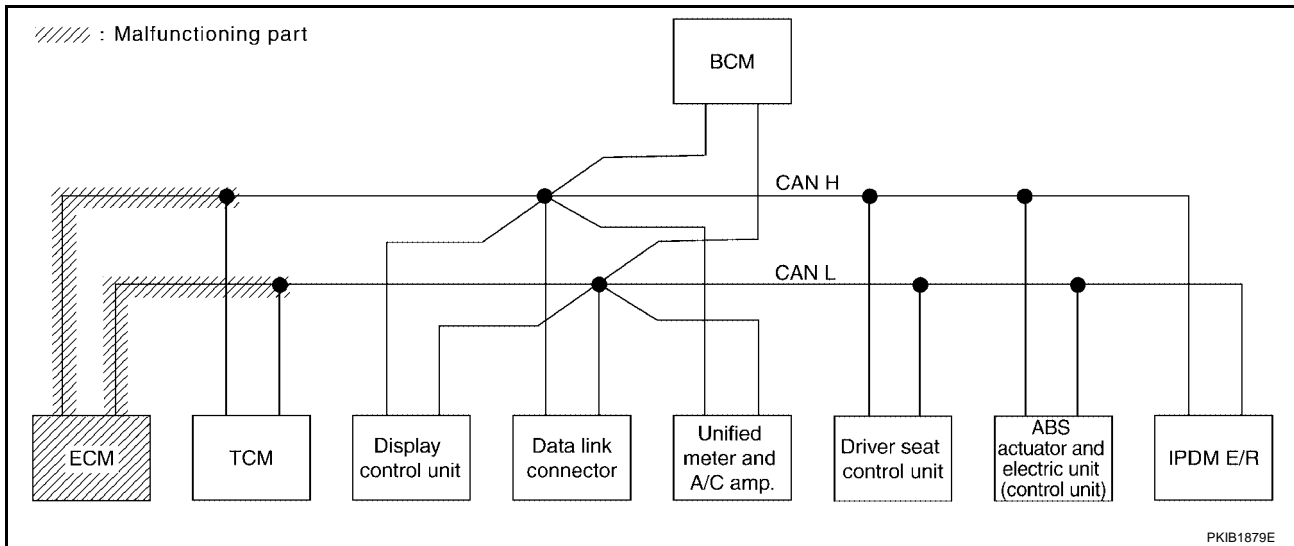 : Malfunctioning part
BCM
CAN H
CAN L
ECM
TCM
Display
control unit
Data link
connector
Unified
meter and
A/C amp.
Driver seat
control unit
ABS
actuator and
electric unit
(control unit)
IPDM E/R
PKIB1879E